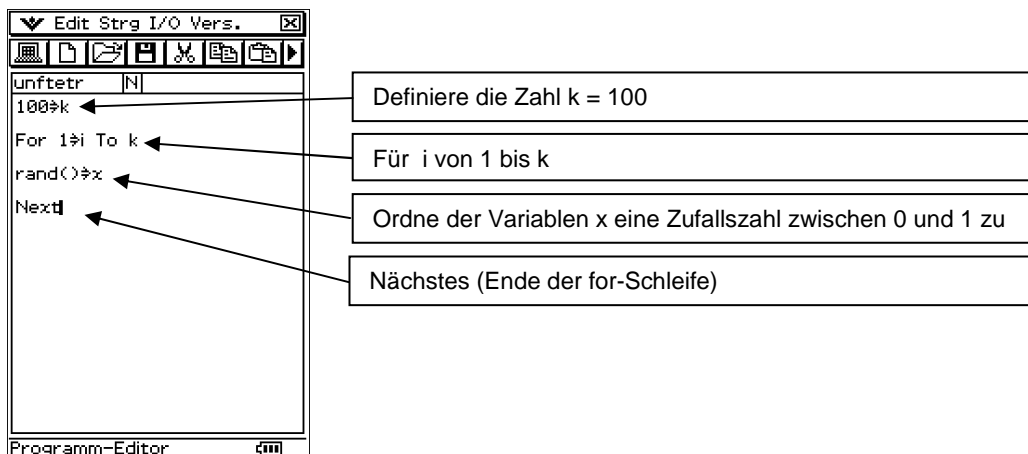 Edit Strg I/O Vers.
unftetr N
100⇒k
For 1⇒i To k
rand()⇒x
Next
Programm-Editor
Definiere die Zahl k = 100
Für i von 1 bis k
Ordne der Variablen x eine Zufallszahl zwischen 0 und 1 zu
Nächstes (Ende der for-Schleife)